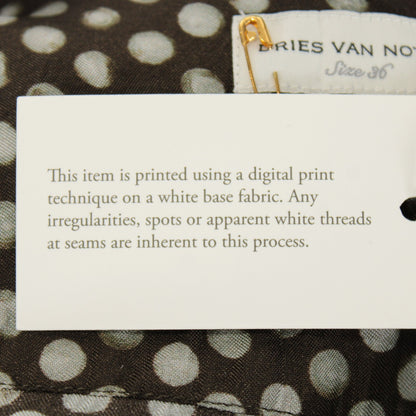 DRIES VAN NO
Size 36
This item is printed using a digital print
technique on a white base fabric. Any
irregularities, spots or apparent white threads
at seams are inherent to this process.